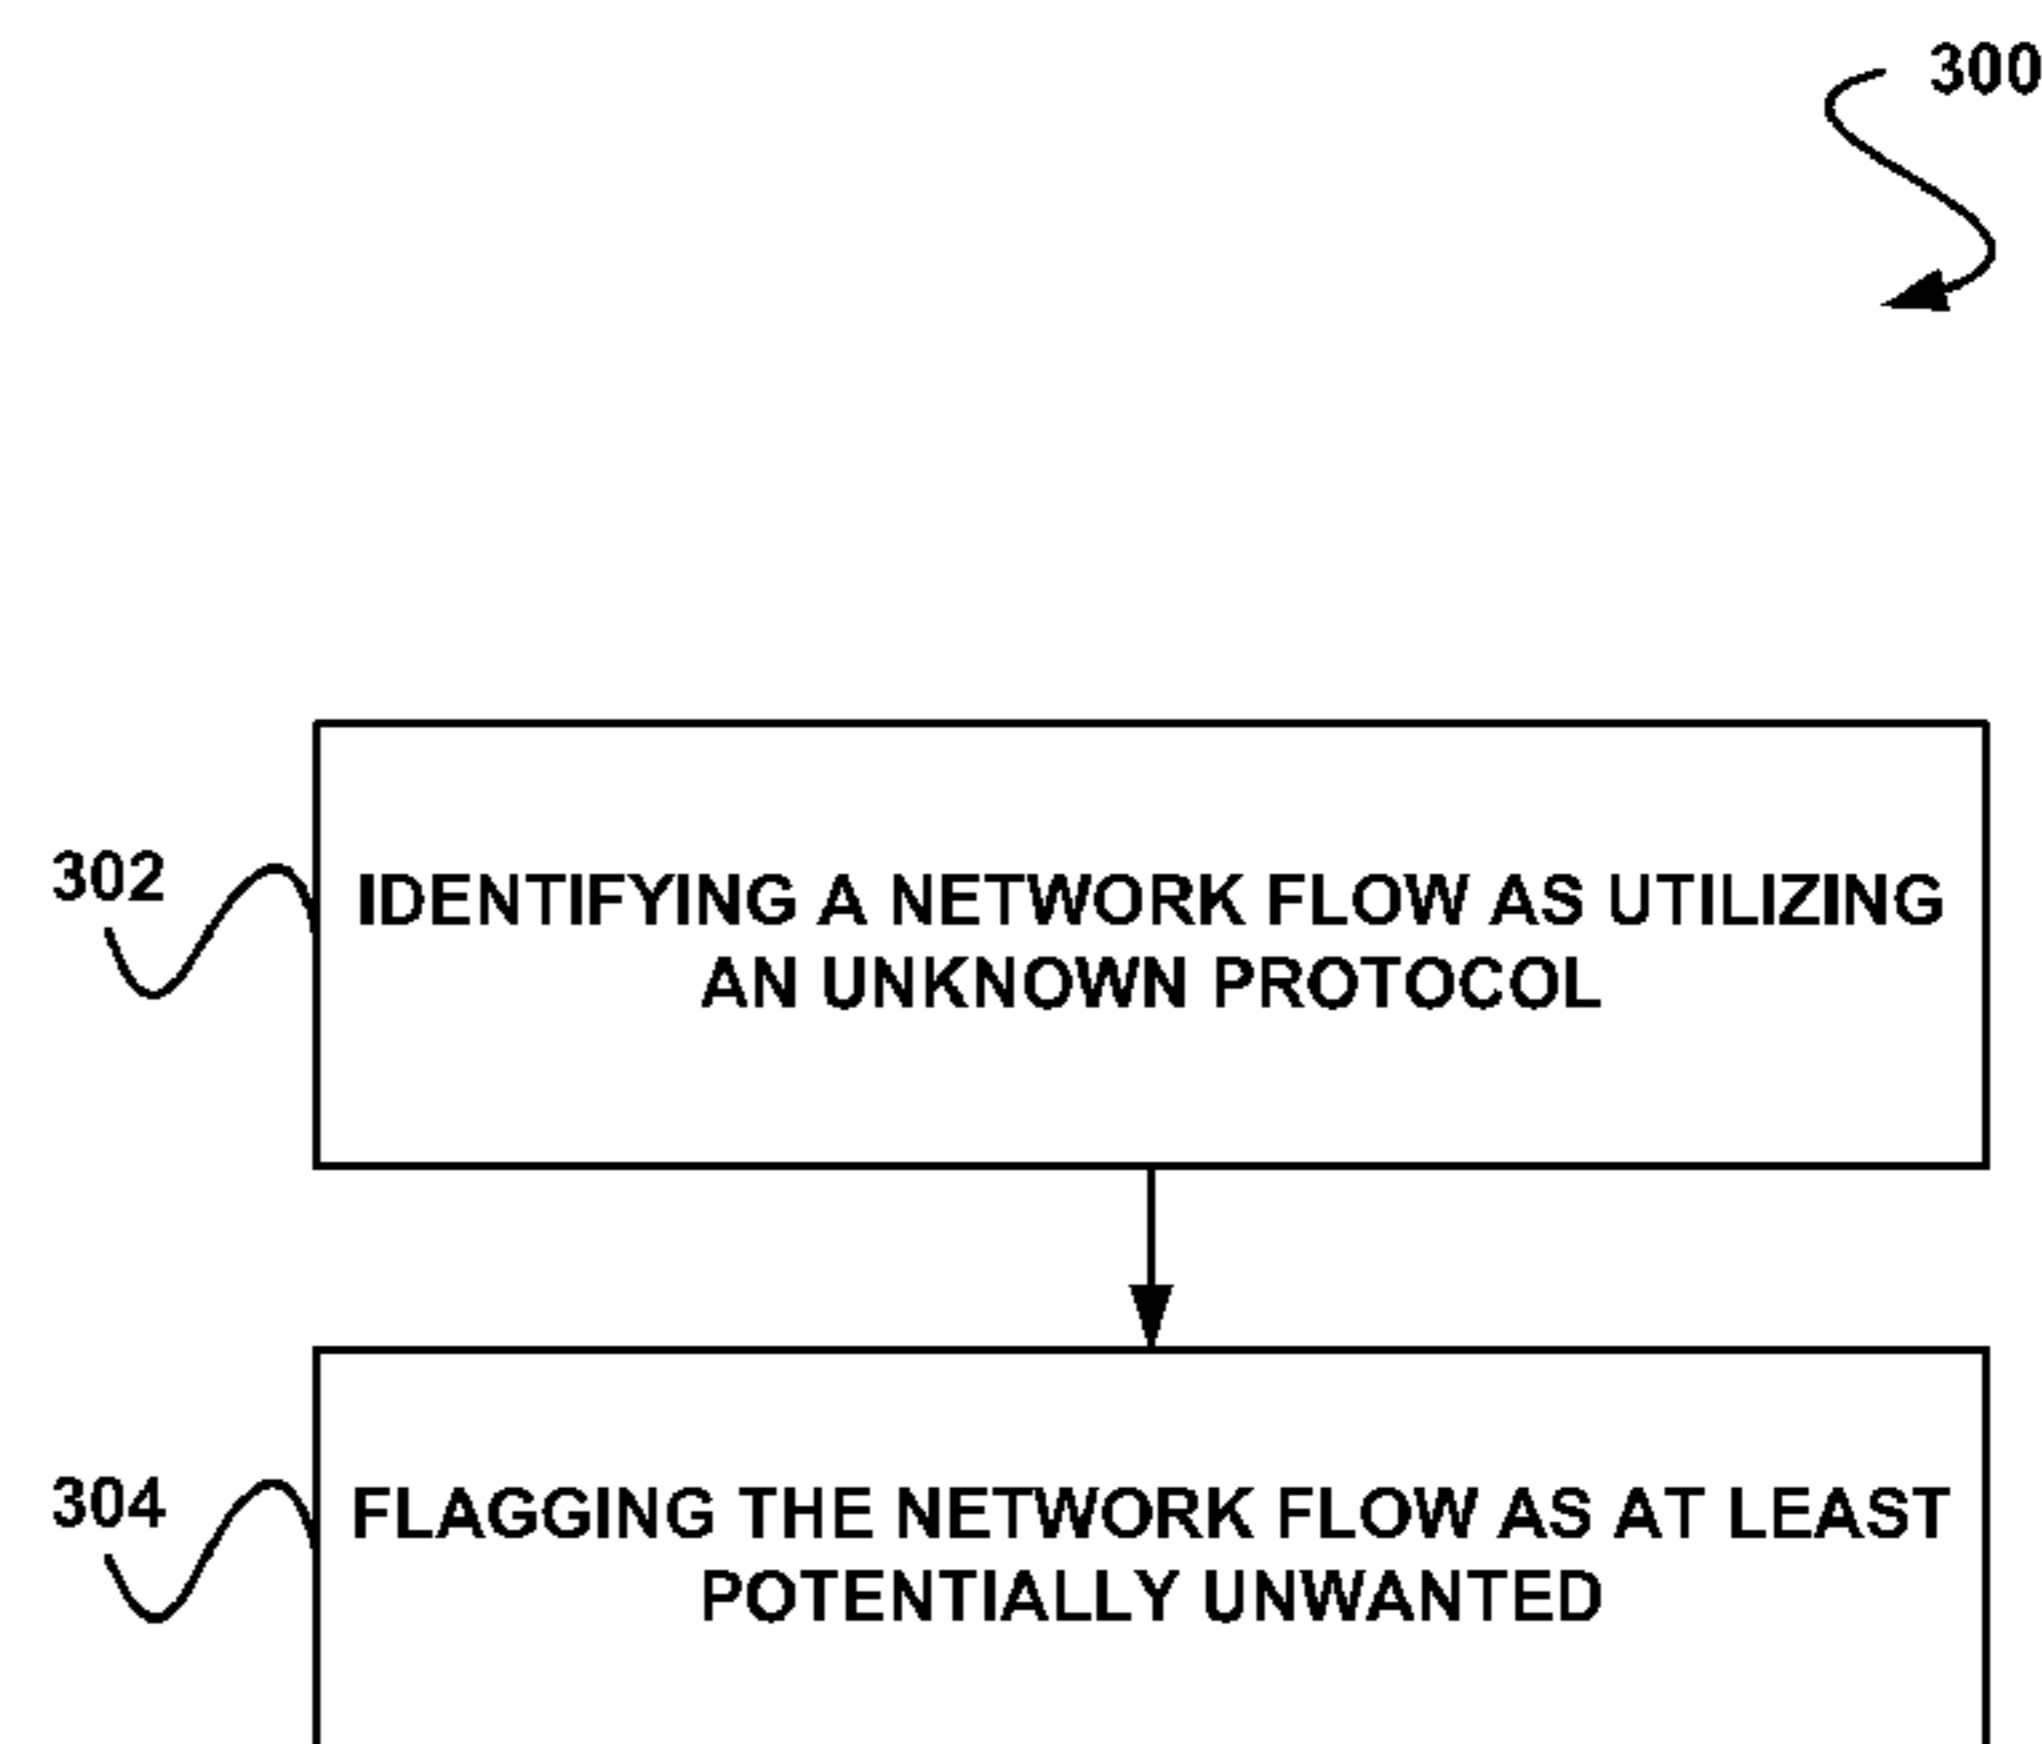 300
302
IDENTIFYING A NETWORK FLOW AS UTILIZING
AN UNKNOWN PROTOCOL
304
FLAGGING THE NETWORK FLOW AS AT LEAST
POTENTIALLY UNWANTED